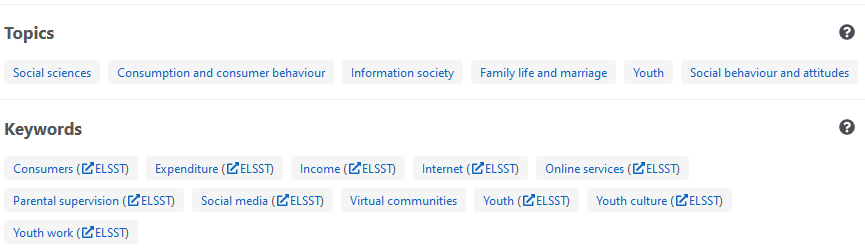 Topics
Social sciences Consumption and consumer behaviour Information society Family life and marriage Youth Social behaviour and attitudes
Keywords
Consumers (ELSST) Expenditure (ELSST) Income (ELSST) Internet (ELSST) Online services (ELSST)
Parental supervision (ELSST) Social media (ELSST) Virtual communities Youth (ELSST) Youth culture (ELSST)
Youth work (ELSST)